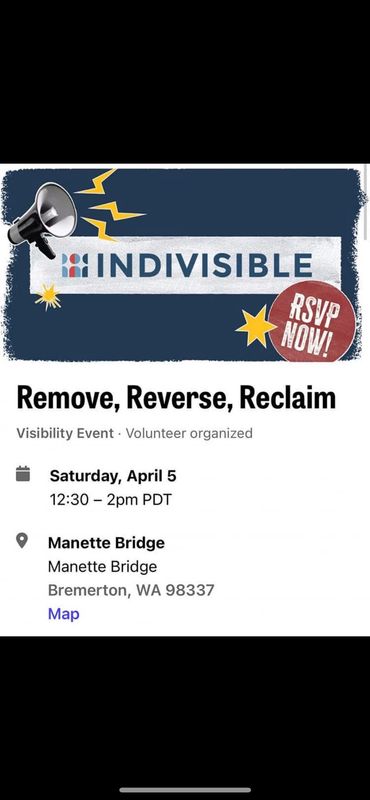 INDIVISIBLE
RSVP
NOW!
Remove, Reverse, Reclaim
Visibility Event · Volunteer organized
Saturday, April 5
12:30 – 2pm PDT
Manette Bridge
Manette Bridge
Bremerton, WA 98337
Map